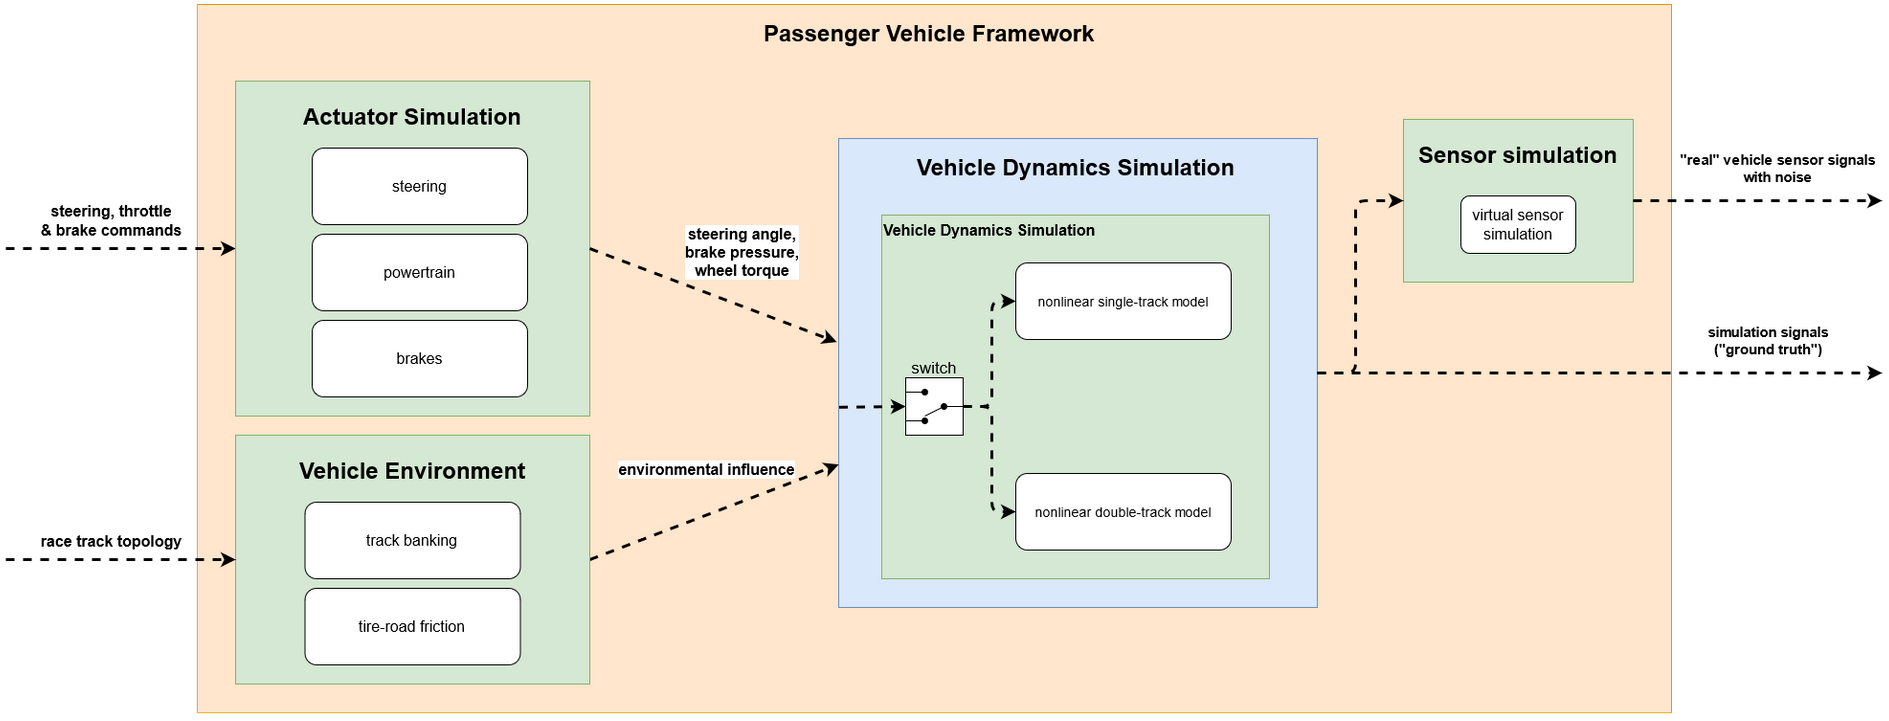 Passenger Vehicle Framework
Actuator Simulation
steering
powertrain
brakes
steering, throttle
& brake commands
Vehicle Environment
track banking
tire-road friction
race track topology
steering angle,
brake pressure,
wheel torque
environmental influence
Vehicle Dynamics Simulation
Vehicle Dynamics Simulation
switch
nonlinear single-track model
nonlinear double-track model
Sensor simulation
virtual sensor
simulation
"real" vehicle sensor signals
with noise
simulation signals
("ground truth")